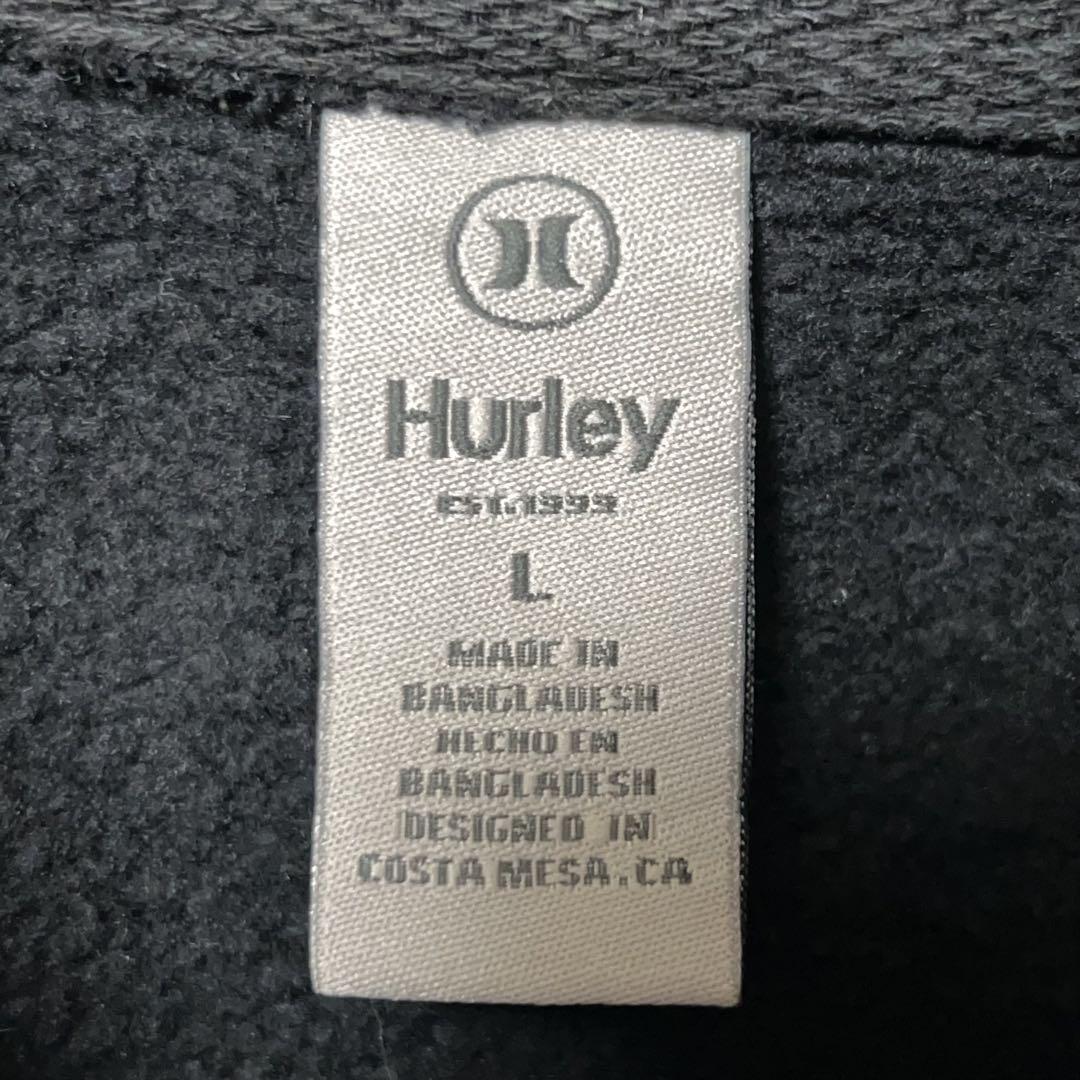 Hurley
EST.1999
L
MADE IN
BANGLADESH
HECHO EN
BANGLADESH
DESIGNED IN
COSTA MESA.CA